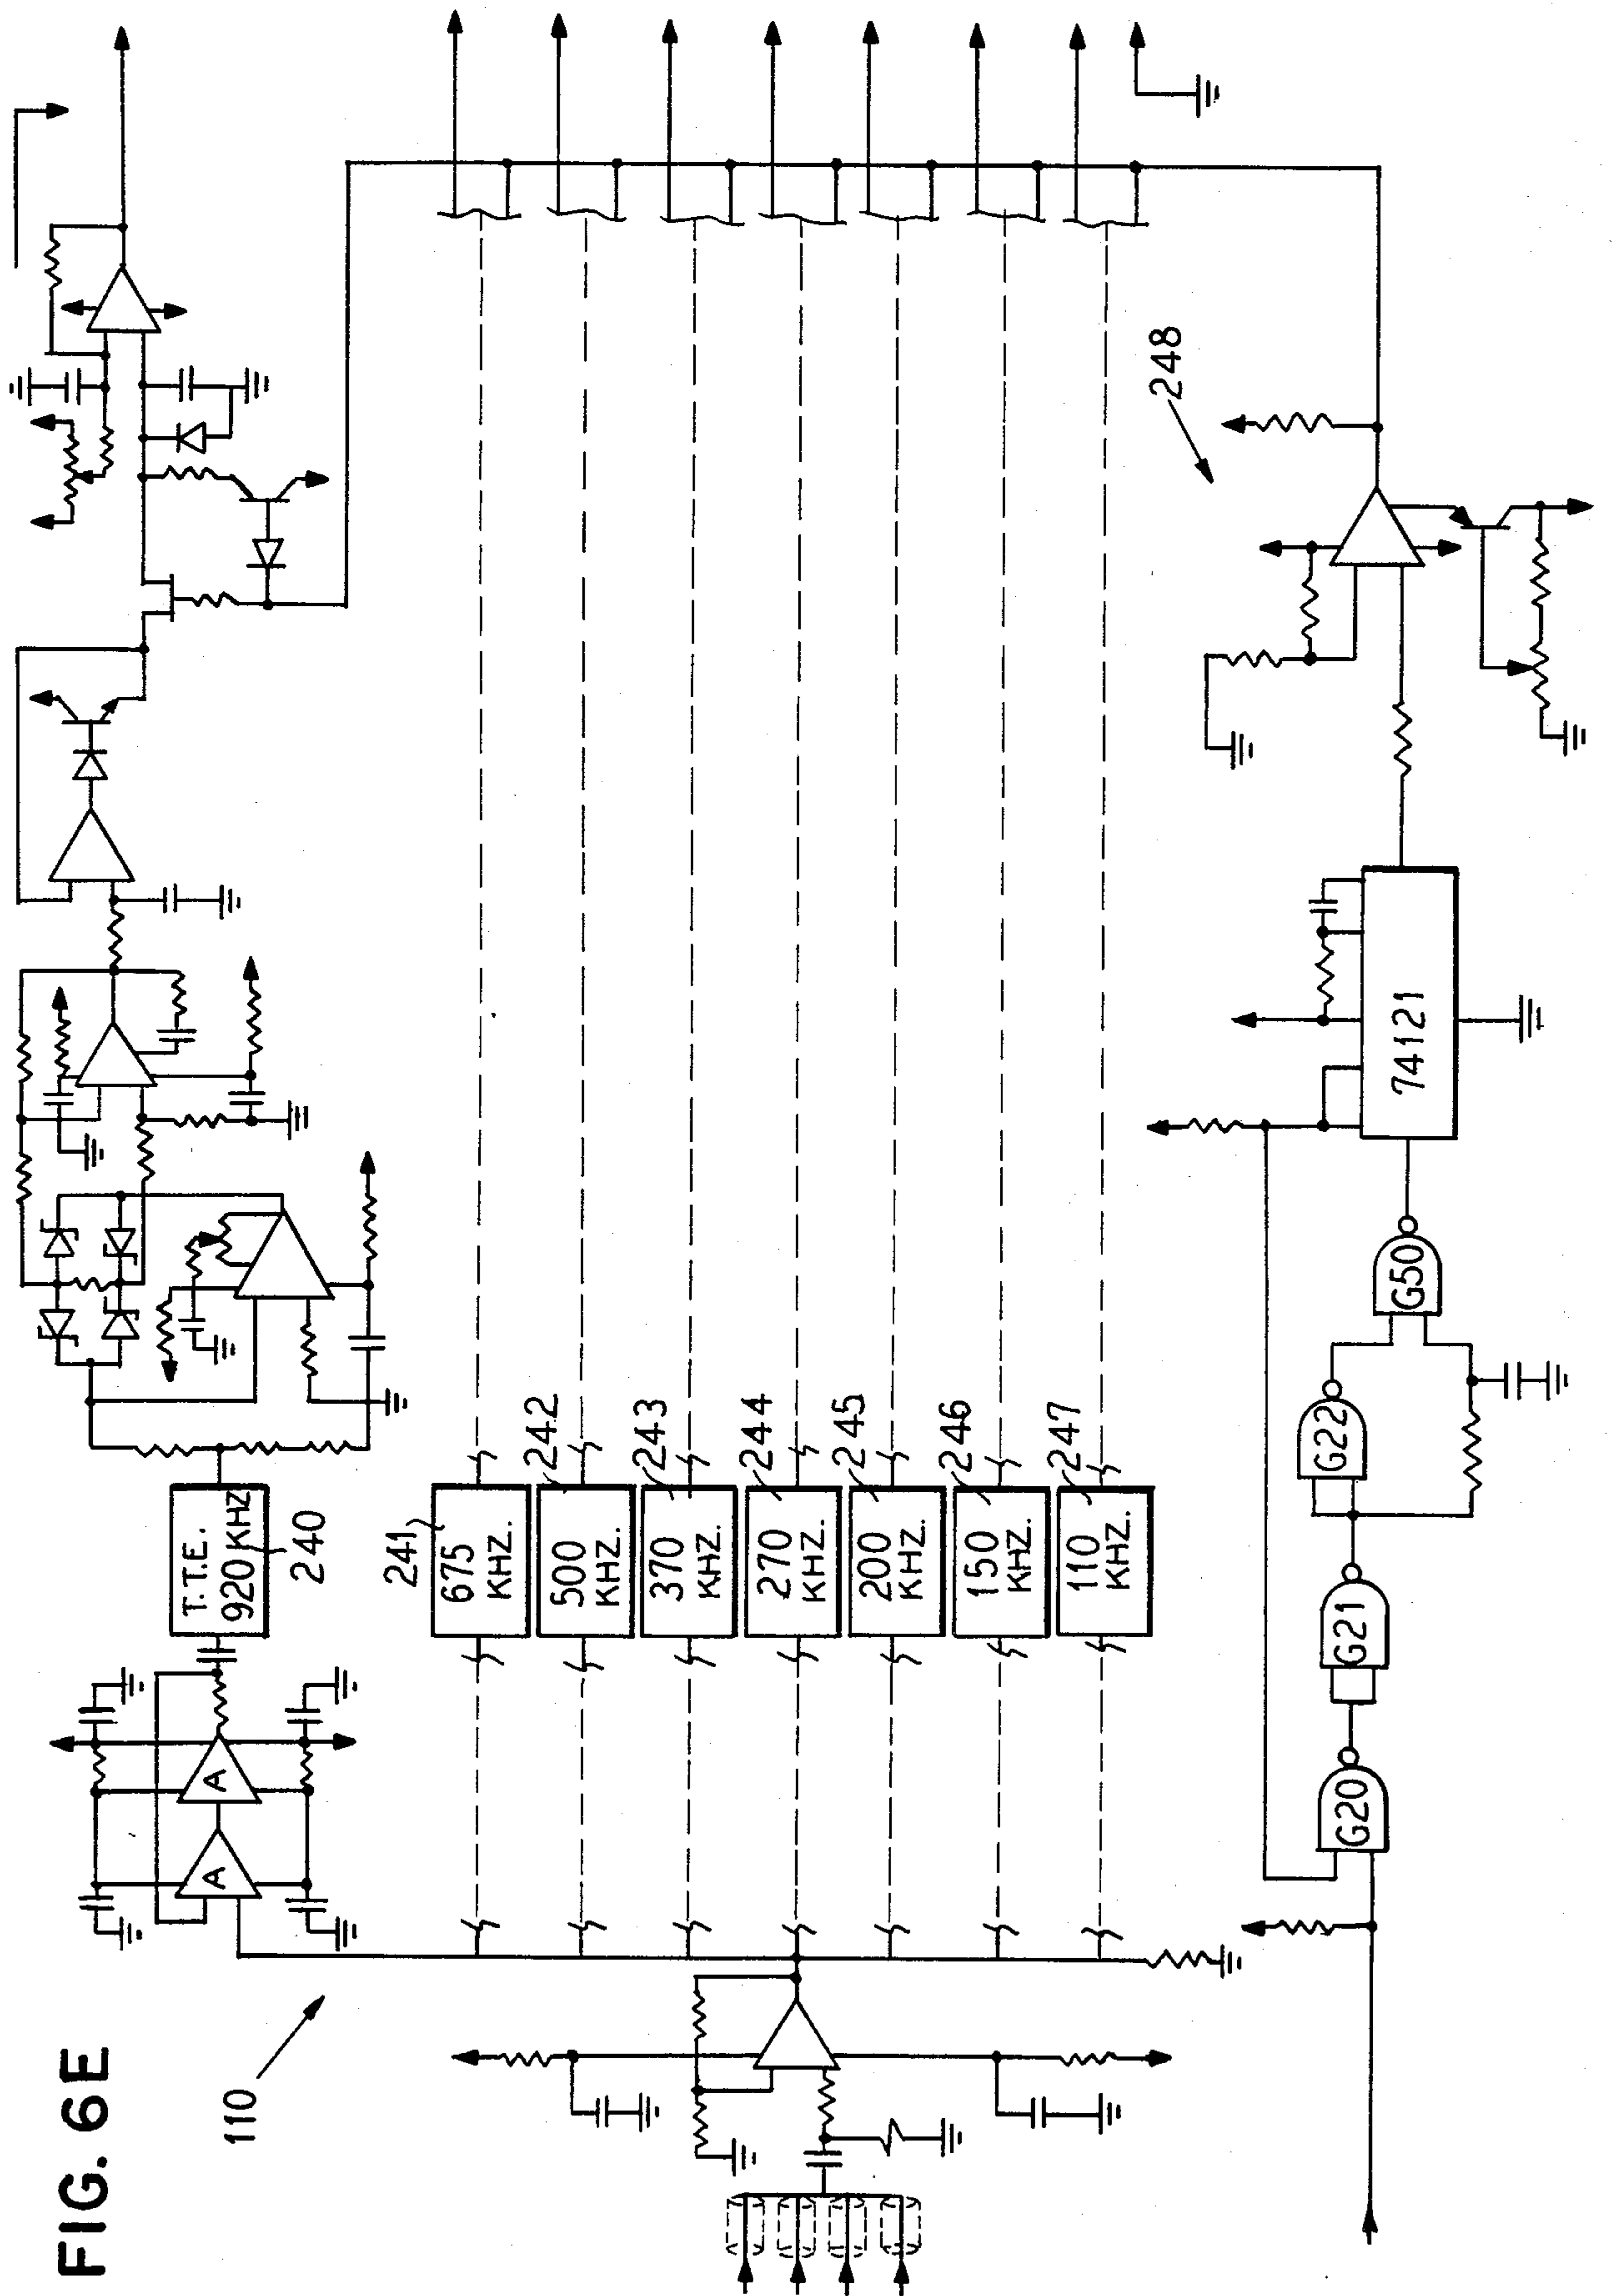 FIG. 6E
110
A
A
T.T.E.
920 KHZ
240
241
675
KHZ.
242
500
KHZ.
243
370
KHZ.
244
270
KHZ.
245
200
KHZ.
246
150
KHZ.
247
110
KHZ.
248
G20
G21
G22
G50
74121